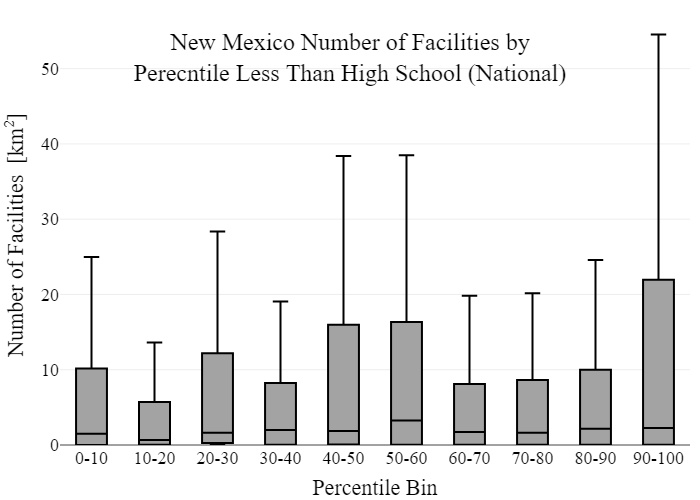 New Mexico Number of Facilities by
Perecntile Less Than High School (National)
Number of Facilities [km²]
50
40
30
20
10
0
0-10 10-20 20-30 30-40 40-50 50-60 60-70 70-80 80-90 90-100
Percentile Bin